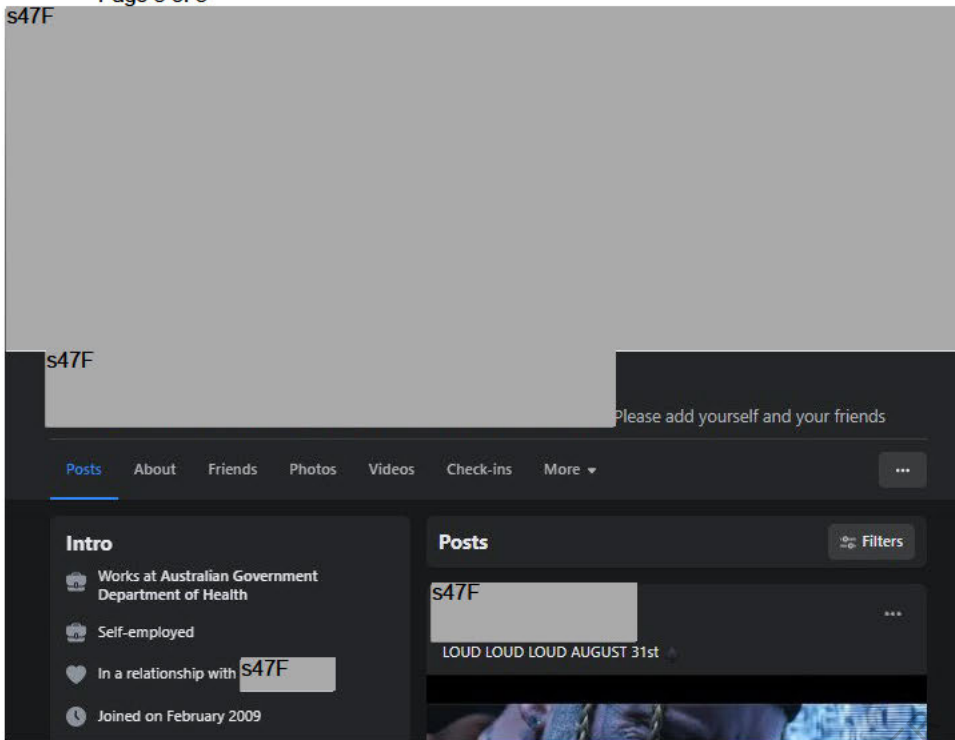 s47F
s47F
Please add yourself and your friends
Posts About Friends Photos Videos Check-ins More
Intro
Works at Australian Government
Department of Health
Self-employed
In a relationship with s47F
Joined on February 2009
Posts
Filters
s47F
LOUD LOUD LOUD AUGUST 31st